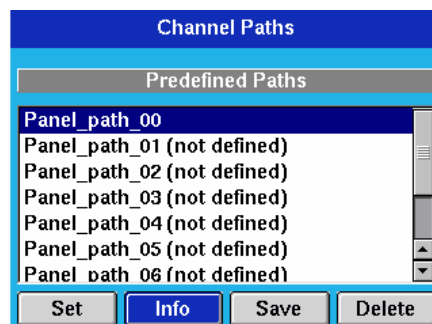 Channel Paths
Predefined Paths
Panel_path_00
Panel_path_01 (not defined)
Panel_path_02 (not defined)
Panel_path_03 (not defined)
Panel_path_04 (not defined)
Panel_path_05 (not defined)
Panel_path_06 (not defined)
Set Info Save Delete